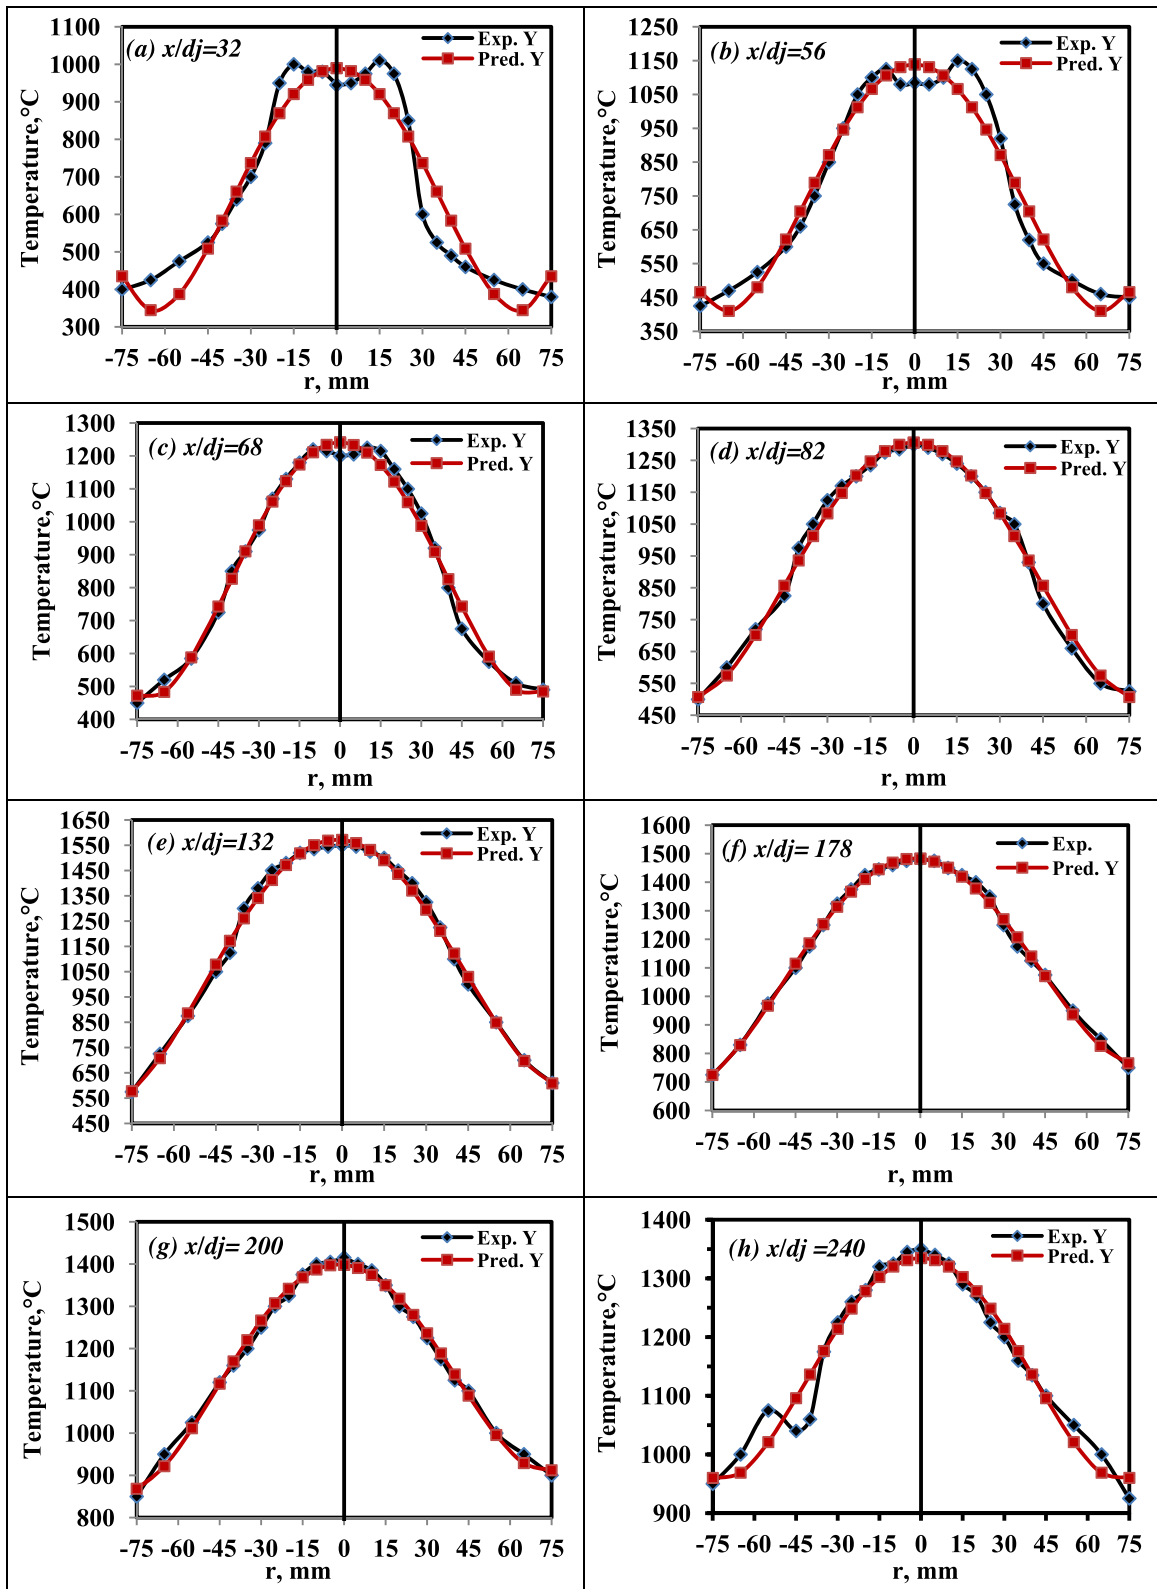 (a) x/dj=32
Exp. Y
Pred. Y
Temperature,°C
1100
1000
900
800
700
600
500
400
300
-75 -60 -45 -30 -15 0 15 30 45 60 75
r, mm
(b) x/dj=56
Exp. Y
Pred. Y
Temperature,°C
1250
1150
1050
950
850
750
650
550
450
350
-75 -60 -45 -30 -15 0 15 30 45 60 75
r, mm
(c) x/dj=68
Exp. Y
Pred. Y
Temperature,°C
1300
1200
1100
1000
900
800
700
600
500
400
-75 -60 -45 -30 -15 0 15 30 45 60 75
r, mm
(d) x/dj=82
Exp. Y
Pred. Y
Temperature,°C
1350
1250
1150
1050
950
850
750
650
550
450
-75 -60 -45 -30 -15 0 15 30 45 60 75
r, mm
(e) x/dj=132
Exp. Y
Pred. Y
Temperature,°C
1650
1550
1450
1350
1250
1150
1050
950
850
750
650
550
450
-75 -60 -45 -30 -15 0 15 30 45 60 75
r, mm
(f) x/dj= 178
Exp.
Pred. Y
Temperature,°C
1600
1500
1400
1300
1200
1100
1000
900
800
700
600
-75 -60 -45 -30 -15 0 15 30 45 60 75
r, mm
(g) x/dj= 200
Exp. Y
Pred. Y
Temperature,°C
1500
1400
1300
1200
1100
1000
900
800
-75 -60 -45 -30 -15 0 15 30 45 60 75
r, mm
(h) x/dj =240
Exp. Y
Pred. Y
Temperature,°C
1400
1300
1200
1100
1000
900
-75 -60 -45 -30 -15 0 15 30 45 60 75
r, mm